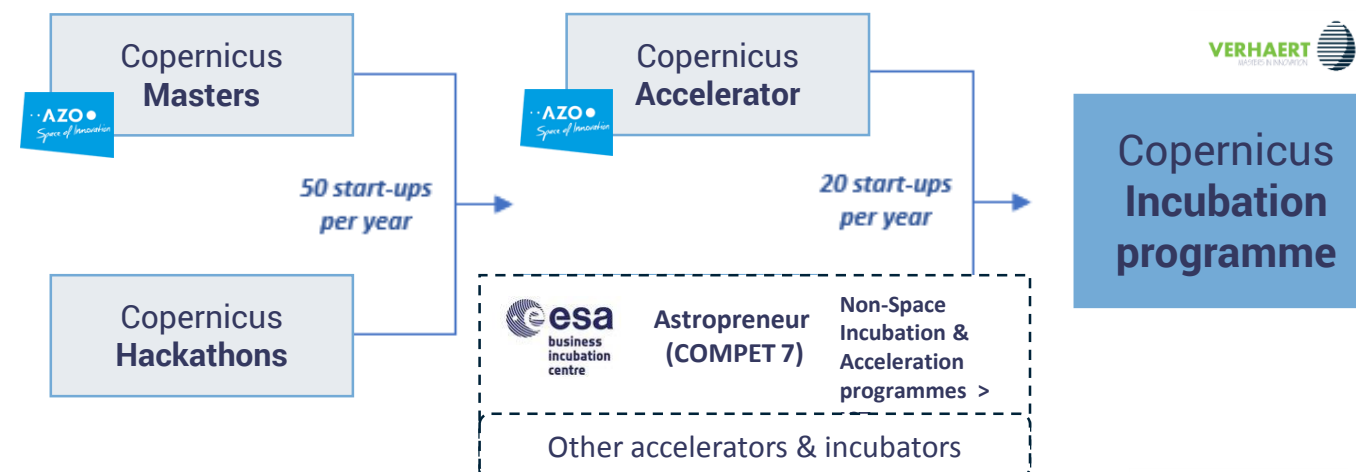 Copernicus
Masters
··AZO●
Space of Innovation
50 start-ups
per year
Copernicus
Hackathons
Copernicus
Accelerator
··AZO●
Space of Innovation
20 start-ups
per year
esa
business
incubation
centre
Astropreneur
(COMPET 7)
Non-Space
Incubation &
Acceleration
programmes >
Other accelerators & incubators
VERHAERT
MASTERS IN INNOVATION
Copernicus
Incubation
programme